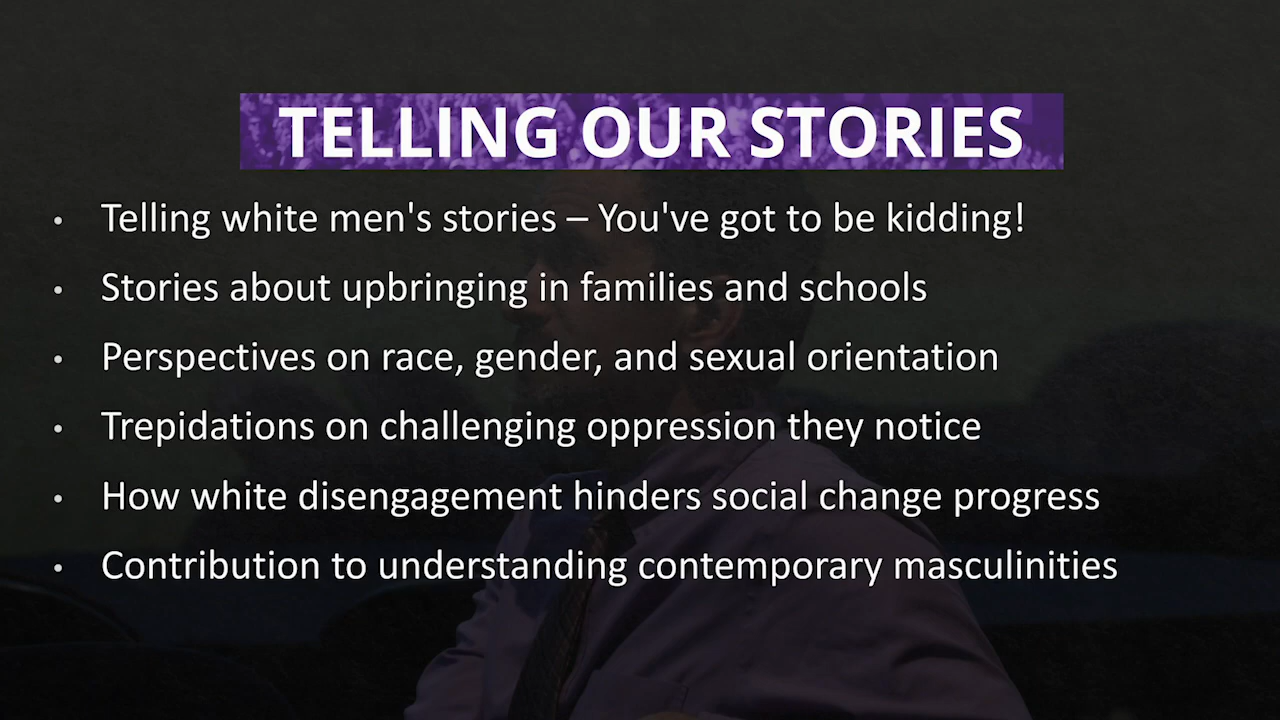 TELLING OUR STORIES
• Telling white men's stories – You've got to be kidding!
• Stories about upbringing in families and schools
• Perspectives on race, gender, and sexual orientation
• Trepidations on challenging oppression they notice
• How white disengagement hinders social change progress
• Contribution to understanding contemporary masculinities